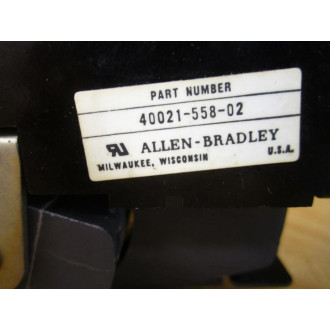 PART NUMBER
40021-558-02
ALLEN-BRADLEY
MILWAUKEE, WISCONSIN U.S.A.